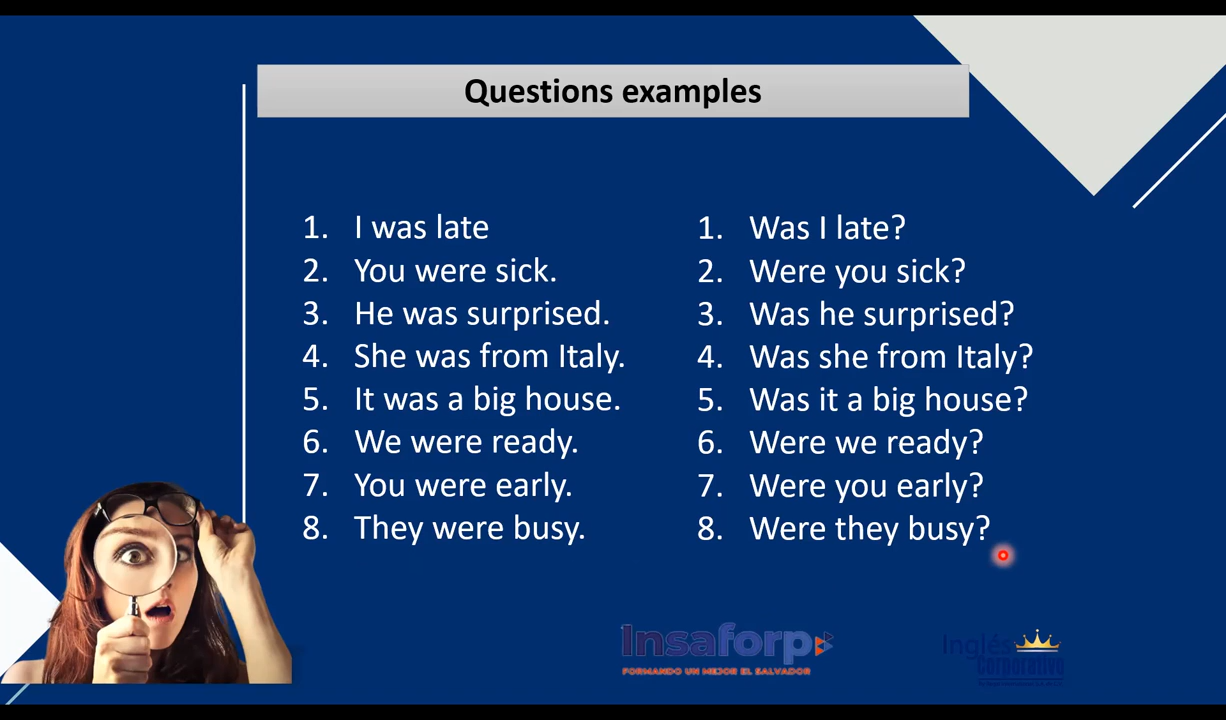 Questions examples
1. I was late
2. You were sick.
3. He was surprised.
4. She was from Italy.
5. It was a big house.
6. We were ready.
7. You were early.
8. They were busy.
1. Was I late?
2. Were you sick?
3. Was he surprised?
4. Was she from Italy?
5. Was it a big house?
6. Were we ready?
7. Were you early?
8. Were they busy?
Insaforp
FORMANDO UN MEJOR EL SALVADOR
Inglés
Corporativo